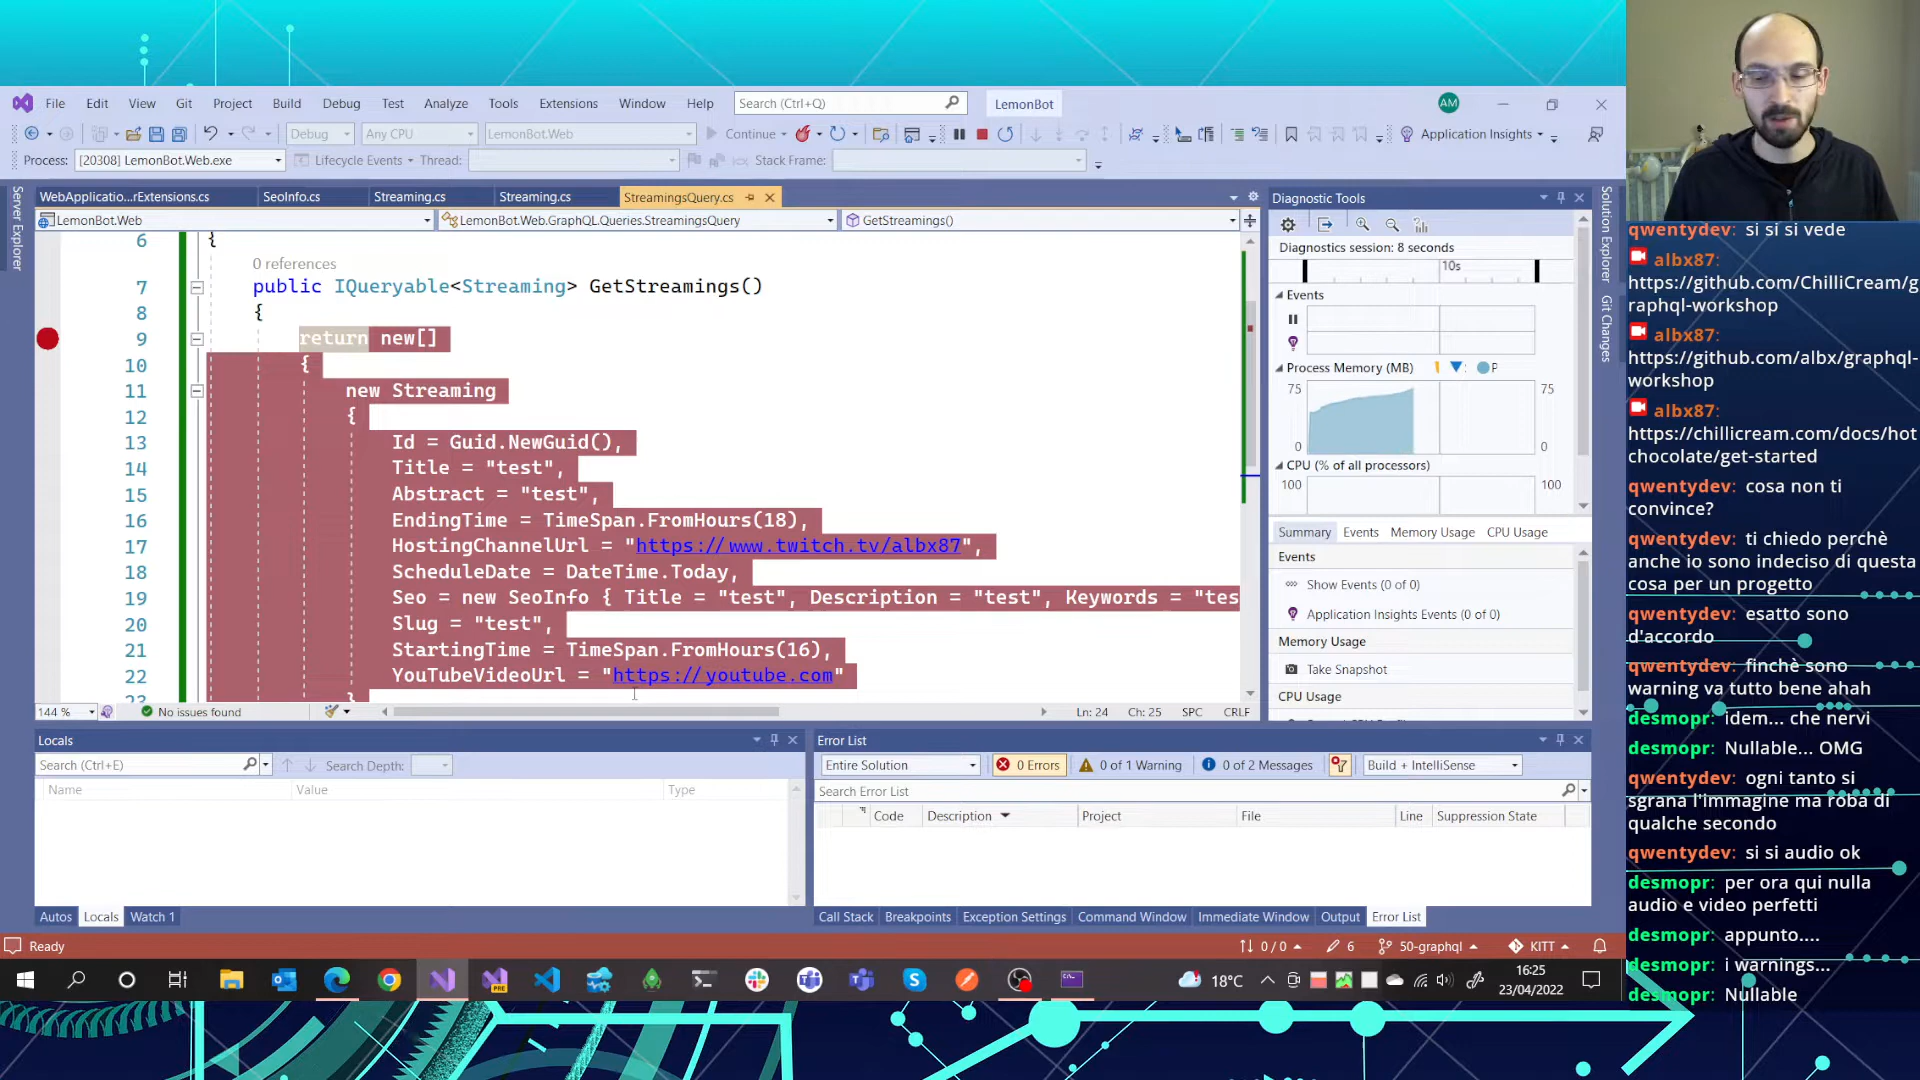 File Edit View Git Project Build Debug Test Analyze Tools Extensions Window Help Search (Ctrl+Q) LemonBot AM
Debug Any CPU LemonBot.Web Continue Application Insights
Process: [20308] LemonBot.Web.exe Lifecycle Events Thread: Stack Frame:
Server Explorer
WebApplicatio...rExtensions.cs SeoInfo.cs Streaming.cs Streaming.cs StreamingsQuery.cs
LemonBot.Web LemonBot.Web.GraphQL.Queries.StreamingsQuery GetStreamings()
6 {
0 references
7 public IQueryable<Streaming> GetStreamings()
8 {
9 return new[]
10 {
11 new Streaming
12 {
13 Id = Guid.NewGuid(),
14 Title = "test",
15 Abstract = "test",
16 EndingTime = TimeSpan.FromHours(18),
17 HostingChannelUrl = "https://www.twitch.tv/albx87",
18 ScheduleDate = DateTime.Today,
19 Seo = new SeoInfo { Title = "test", Description = "test", Keywords = "tes
20 Slug = "test",
21 StartingTime = TimeSpan.FromHours(16),
22 YouTubeVideoUrl = "https://youtube.com"
23 }
144 % No issues found Ln: 24 Ch: 25 SPC CRLF
Diagnostic Tools
Diagnostics session: 8 seconds
10s
Events
Process Memory (MB) P
75 75
0 0
CPU (% of all processors)
100 100
Summary Events Memory Usage CPU Usage
Events
Show Events (0 of 0)
Application Insights Events (0 of 0)
Memory Usage
Take Snapshot
CPU Usage
Solution Explorer
Git Changes
Locals
Search (Ctrl+E) Search Depth:
Name Value Type
Autos Locals Watch 1
Error List
Entire Solution 0 Errors 0 of 1 Warning 0 of 2 Messages Build + IntelliSense
Search Error List
Code Description Project File Line Suppression State
Call Stack Breakpoints Exception Settings Command Window Immediate Window Output Error List
Ready 0 / 0 6 50-graphql KITT
PRE 18°C 16:25
23/04/2022
qwentydev: si si si vede
albx87:
https://github.com/ChilliCream/g
raphql-workshop
albx87:
https://github.com/albx/graphql-
workshop
albx87:
https://chillicream.com/docs/hot
chocolate/get-started
qwentydev: cosa non ti
convince?
qwentydev: ti chiedo perchè
anche io sono indeciso di questa
cosa per un progetto
qwentydev: esatto sono
d'accordo
qwentydev: finchè sono
warning va tutto bene ahah
desmopr: idem... che nervi
desmopr: Nullable... OMG
qwentydev: ogni tanto si
sgrana l'immagine ma roba di
qualche secondo
qwentydev: si si audio ok
desmopr: per ora qui nulla
audio e video perfetti
desmopr: appunto....
desmopr: i warnings...
desmopr: Nullable